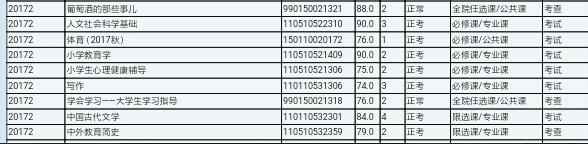 20172 葡萄酒的那些事儿 990150021321 88.0 2 正常 全院任选课/公共课 考查
20172 人文社会科学基础 110510522310 90.0 3 正考 必修课/专业课 考试
20172 体育(2017秋) 150110020172 76.0 1 正考 必修课/公共课 考试
20172 小学教育学 110510521409 90.0 2 正考 必修课/专业课 考试
20172 小学生心理健康辅导 110510521306 75.0 2 正考 必修课/专业课 考试
20172 写作 110110531306 74.0 3 正考 必修课/专业课 考试
20172 学会学习——大学生学习指导 990150021318 76.0 2 正常 全院任选课/公共课 考查
20172 中国古代文学 110110532301 84.0 4 正考 限选课/专业课 考试
20172 中外教育简史 110510532359 79.0 2 正考 限选课/专业课 考查